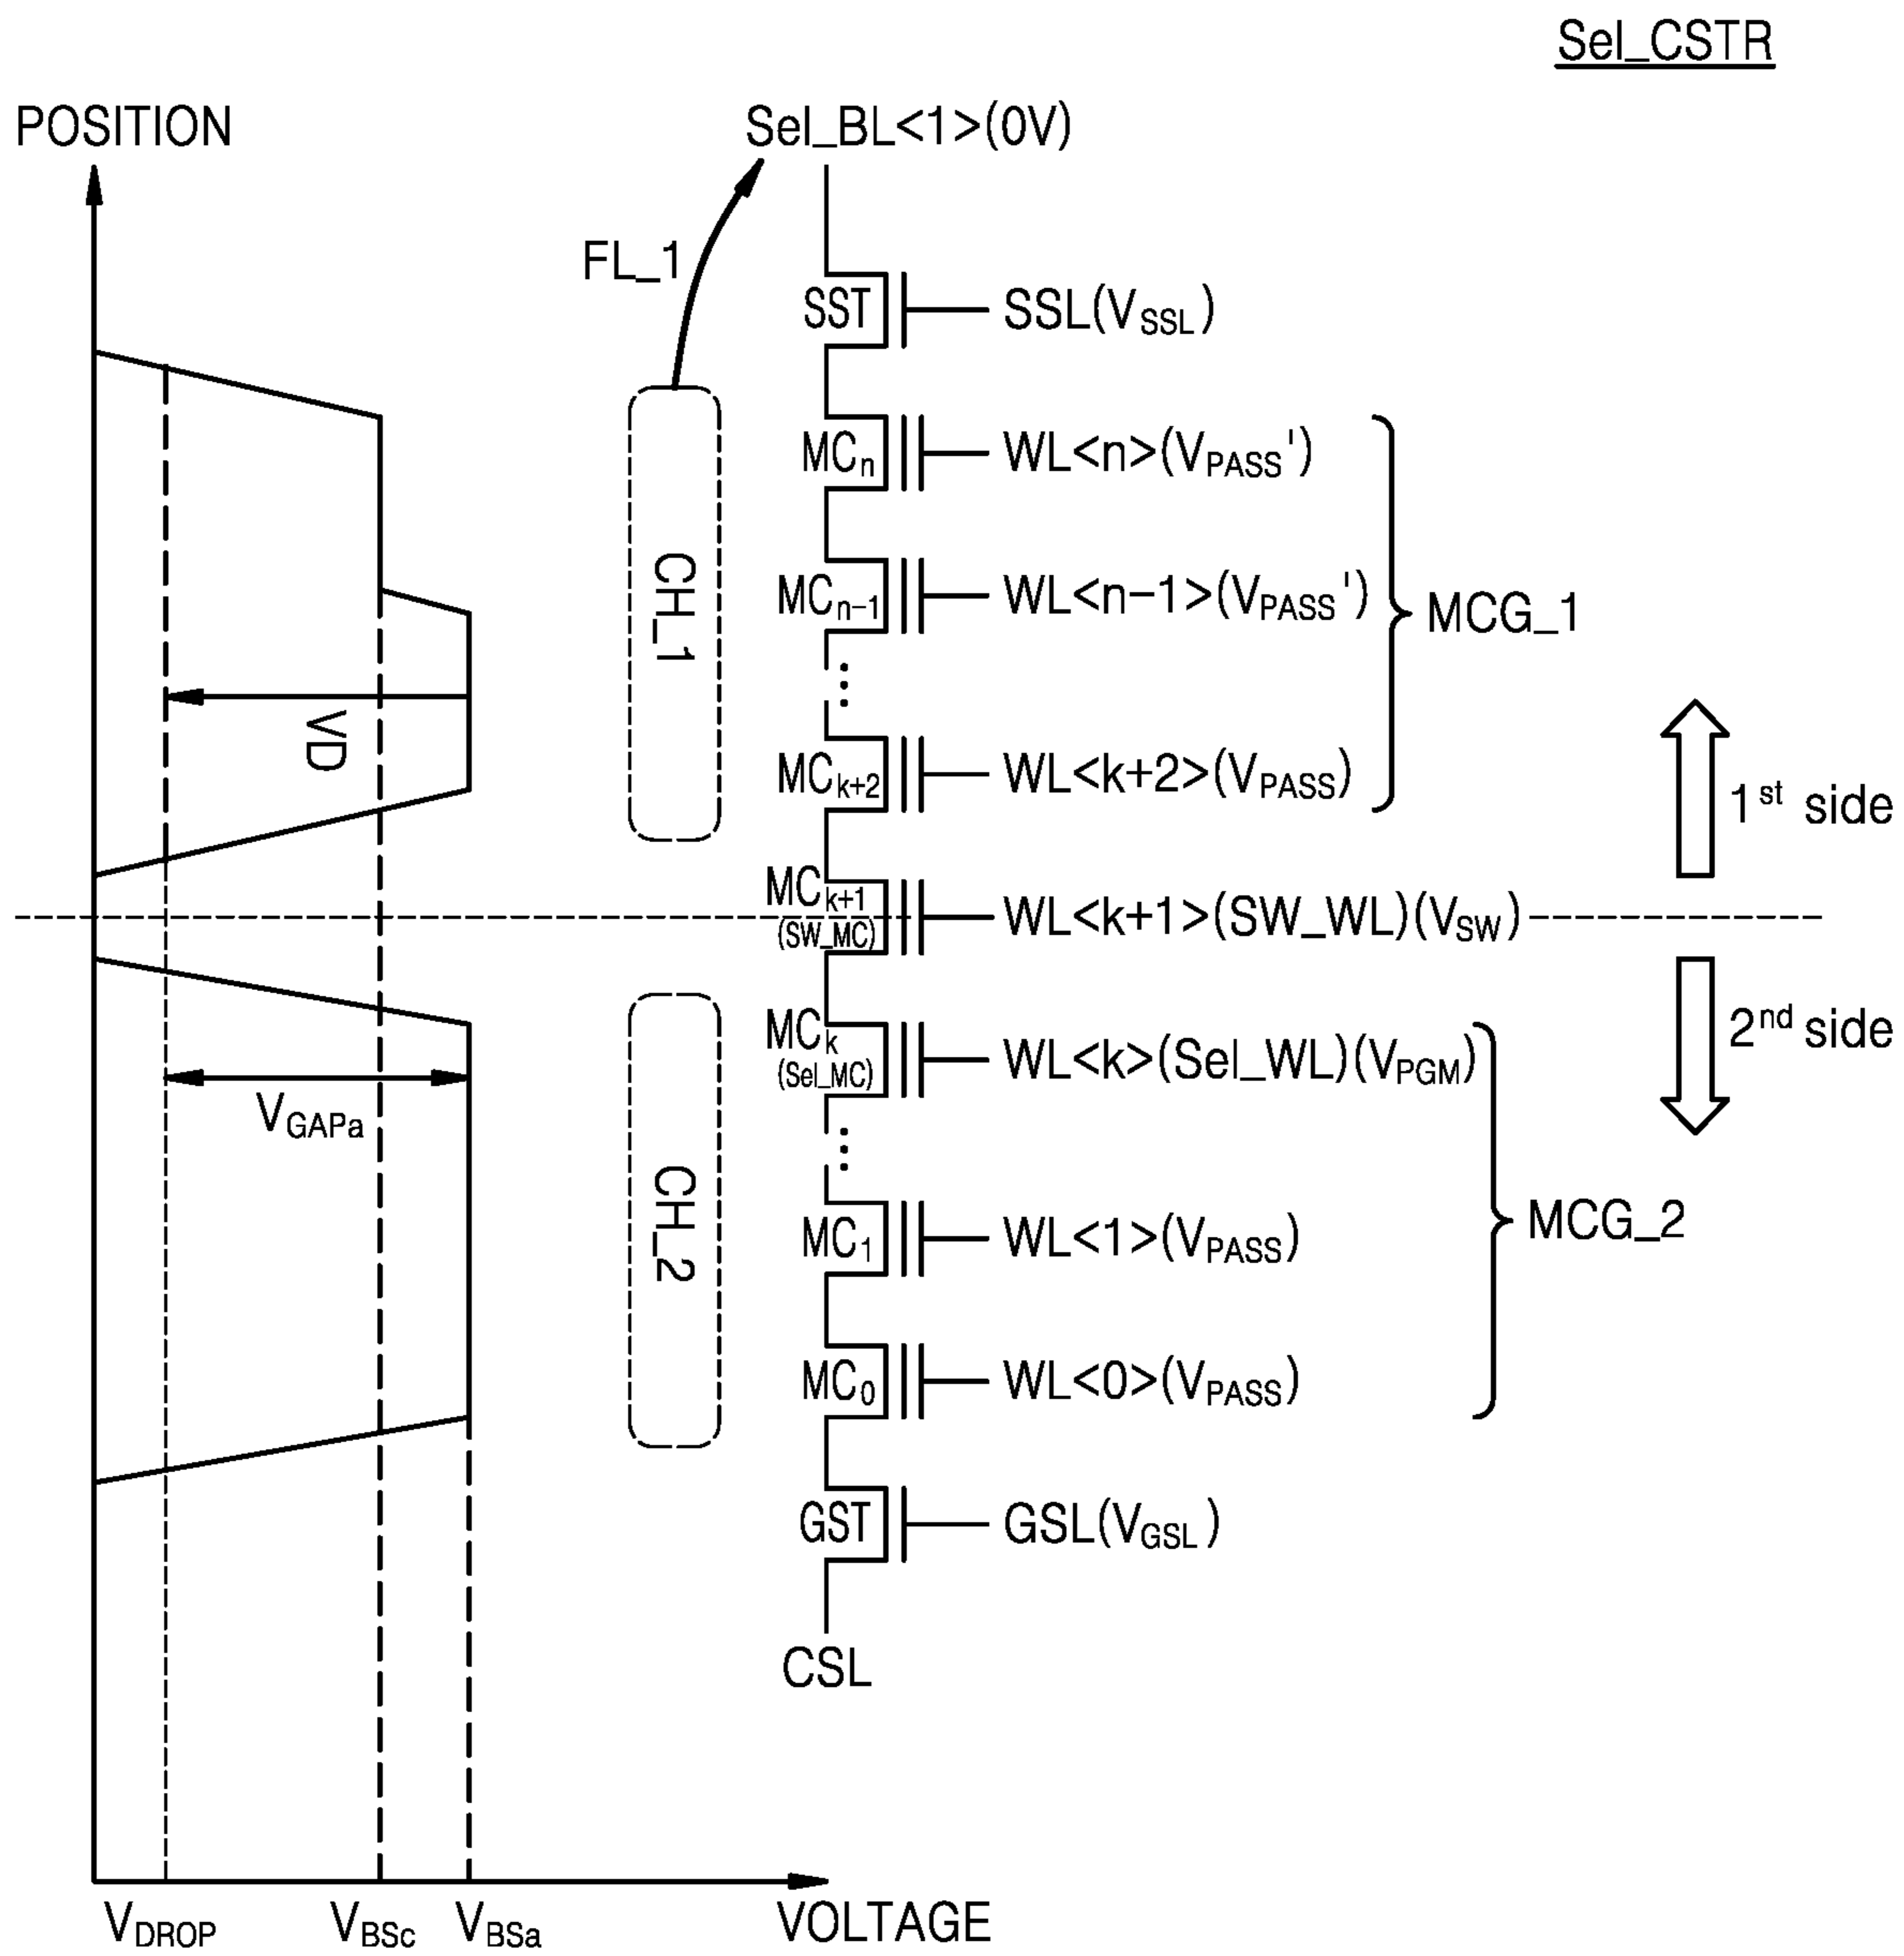 Sel_CSTR
POSITION
Sel_BL<1>(0V)
FL_1
SST
SSL(VSSL)
MCn
WL<n>(VPASS')
MCn-1
WL<n-1>(VPASS')
MCG_1
CH_1
VD
MCk+2
WL<k+2>(VPASS)
1st side
MCk+1
(SW_MC)
WL<k+1>(SW_WL)(VSW)
MCk
(Sel_MC)
WL<k>(Sel_WL)(VPGM)
2nd side
VGAPa
CH_2
MC1
WL<1>(VPASS)
MCG_2
MC0
WL<0>(VPASS)
GST
GSL(VGSL)
CSL
VDROP
VBSc
VBSa
VOLTAGE